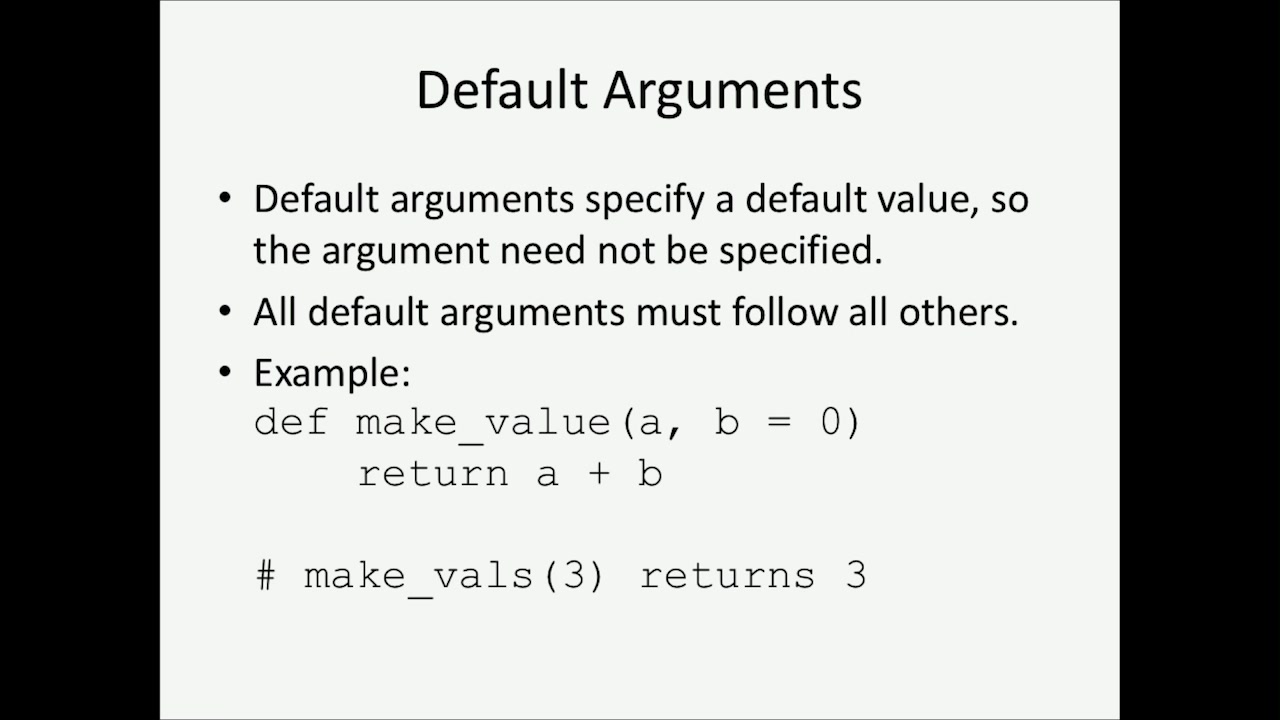 Default Arguments
• Default arguments specify a default value, so
the argument need not be specified.
• All default arguments must follow all others.
• Example:
def make_value(a, b = 0)
    return a + b
# make_vals(3) returns 3